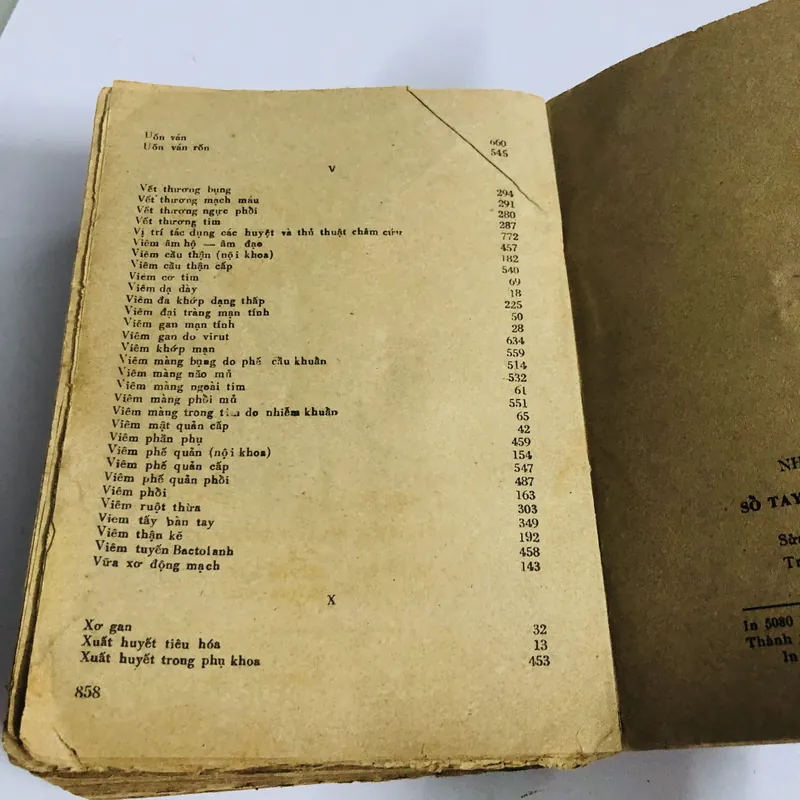 Uốn ván 660
Uốn ván rốn 545
V
Vết thương bụng 294
Vết thương mạch máu 291
Vết thương ngực phổi 280
Vết thương tim 287
Vị trí tác dụng các huyệt và thủ thuật châm cứu 772
Viêm âm hộ — âm đạo 457
Viêm cầu thận (nội khoa) 182
Viêm cầu thận cấp 540
Viêm cơ tim 69
Viêm dạ dày 18
Viêm đa khớp dạng thấp 225
Viêm đại tràng mạn tính 50
Viêm gan mạn tính 28
Viêm gan do virut 634
Viêm khớp mạn 559
Viêm màng bụng do phế cầu khuẩn 514
Viêm màng não mủ 532
Viêm màng ngoài tim 61
Viêm màng phổi mủ 551
Viêm màng trong tim do nhiễm khuẩn 65
Viêm mật quản cấp 42
Viêm phần phụ 459
Viêm phế quản (nội khoa) 154
Viêm phế quản cấp 547
Viêm phế quản phổi 487
Viêm phổi 163
Viêm ruột thừa 303
Viem tấy bàn tay 349
Viêm thận kẽ 192
Viêm tuyến Bactolanh 458
Vữa xơ động mạch 143
X
Xơ gan 32
Xuất huyết tiêu hóa 13
Xuất huyết trong phụ khoa 453
858
NH
SỔ TAY
Sửa
Tr
In 5080
Thành
In